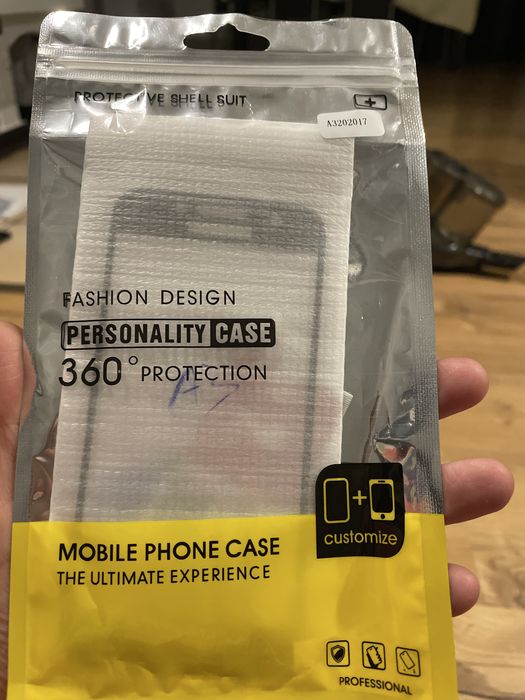 PROTECTIVE SHELL SUIT
A3202017
FASHION DESIGN
PERSONALITY CASE
360° PROTECTION
customize
MOBILE PHONE CASE
THE ULTIMATE EXPERIENCE
PROFESSIONAL